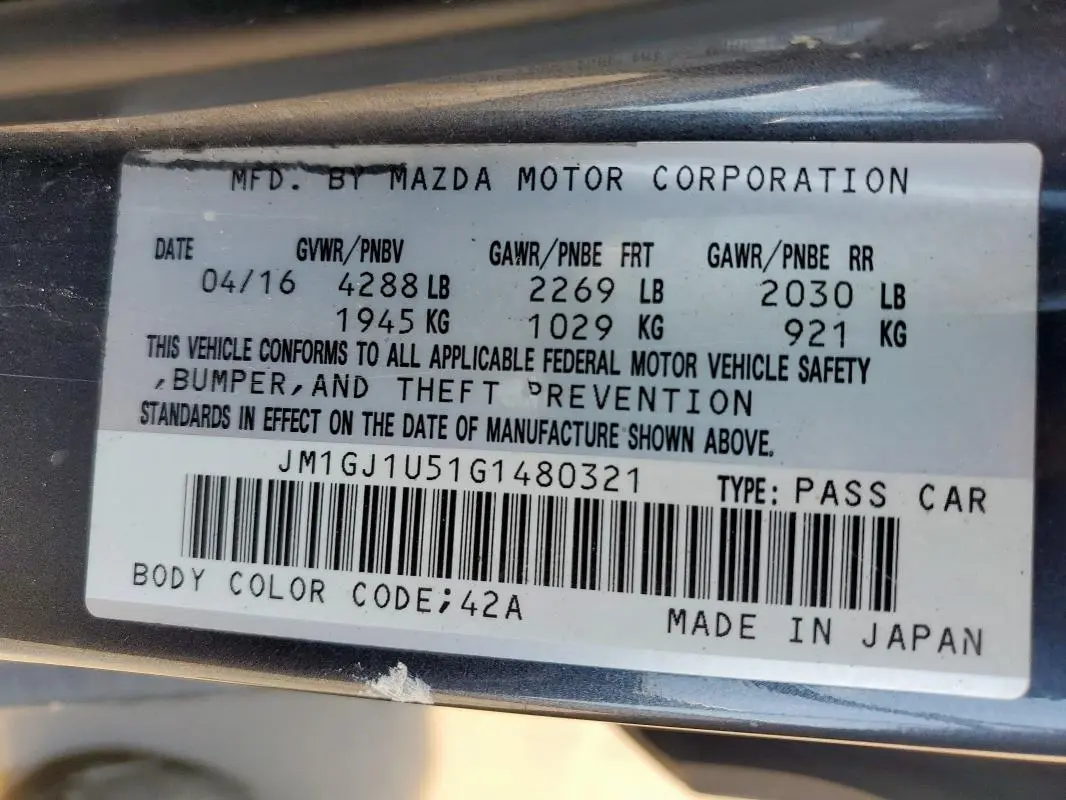 MFD. BY MAZDA MOTOR CORPORATION
DATE GVWR/PNBV GAWR/PNBE FRT GAWR/PNBE RR
04/16 4288 LB 2269 LB 2030 LB
1945 KG 1029 KG 921 KG
THIS VEHICLE CONFORMS TO ALL APPLICABLE FEDERAL MOTOR VEHICLE SAFETY
,BUMPER,AND THEFT PREVENTION
STANDARDS IN EFFECT ON THE DATE OF MANUFACTURE SHOWN ABOVE.
JM1GJ1U51G1480321 TYPE: PASS CAR
BODY COLOR CODE;42A MADE IN JAPAN